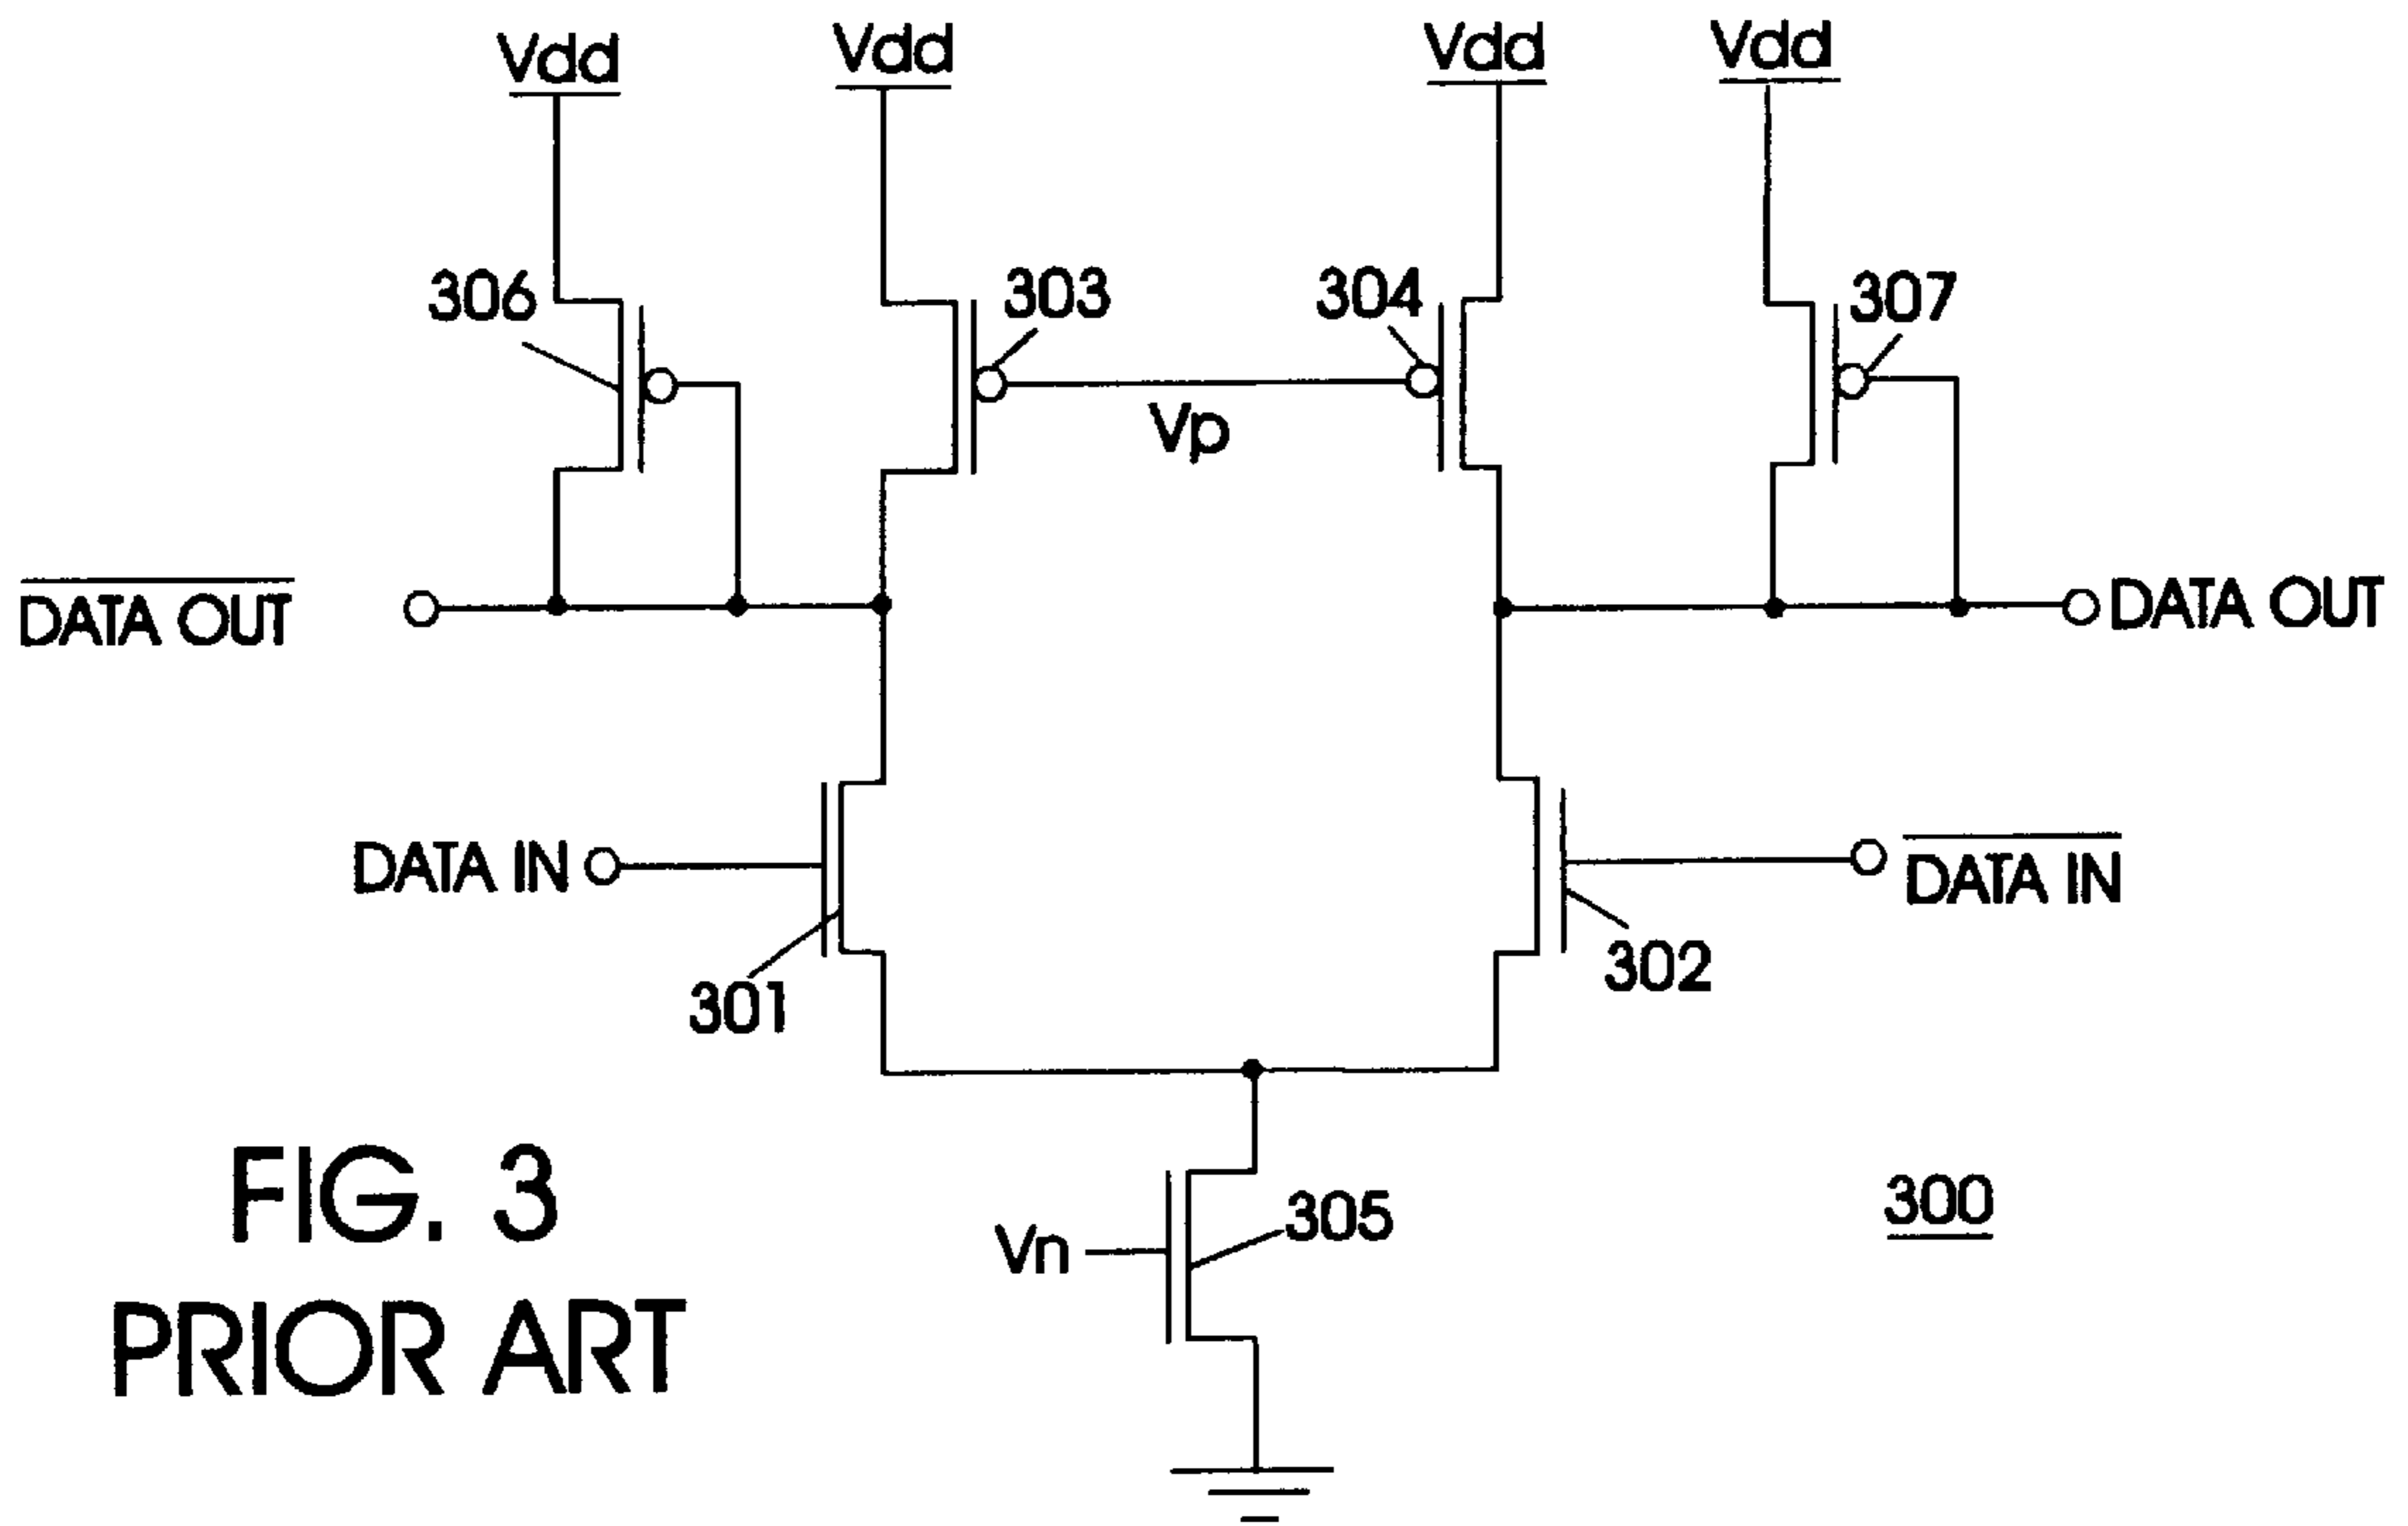 Vdd
Vdd
Vdd
Vdd
306
303
304
307
Vp
DATA OUT
DATA OUT
DATA IN
DATA IN
301
302
FIG. 3
PRIOR ART
Vn
305
300